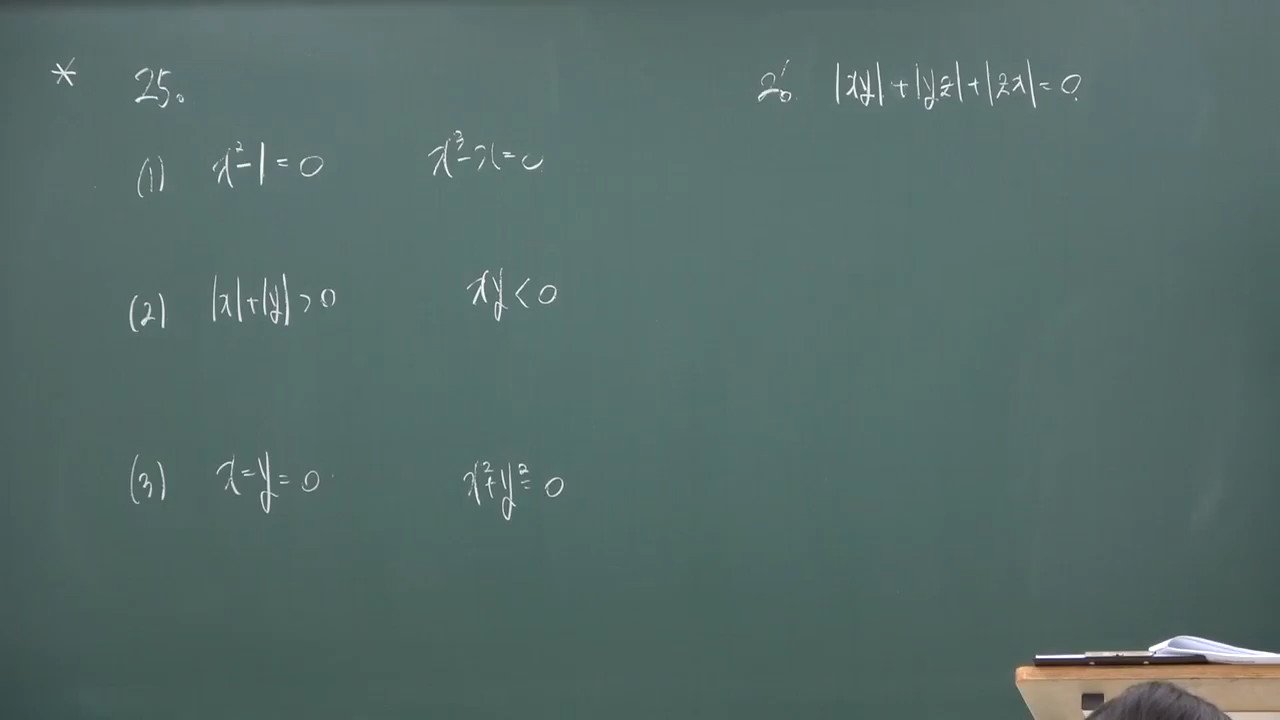 * 25.
(1) x²-1=0 x³-x=0
(2) |x|+|y|>0 xy<0
(3) x=y=0 x²+y²=0
26. |xy|+|yz|+|zx|=0